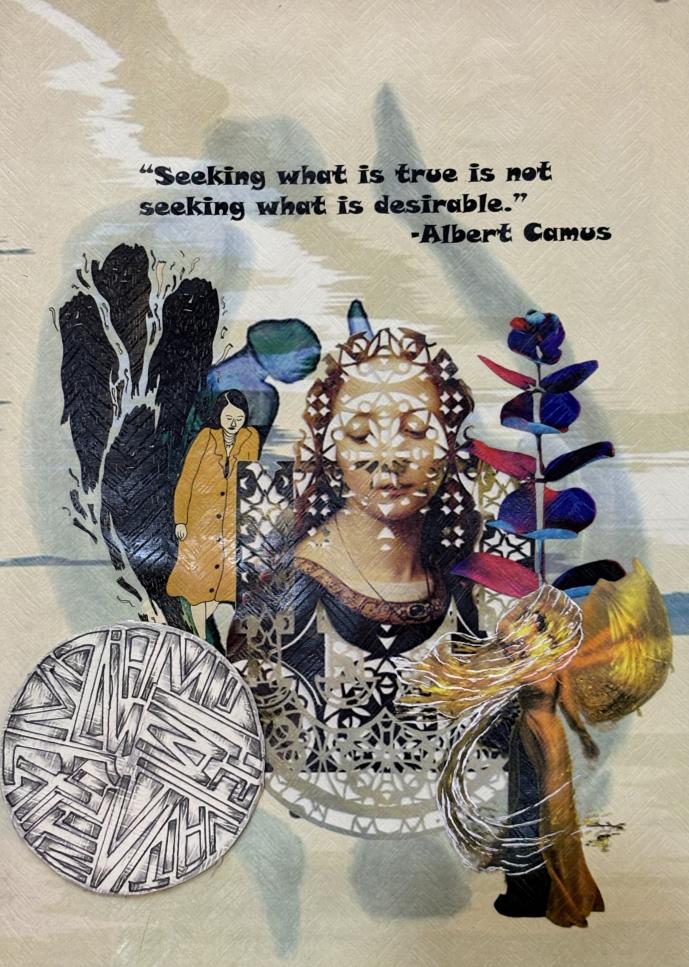 “Seeking what is true is not
seeking what is desirable.”
-Albert Camus